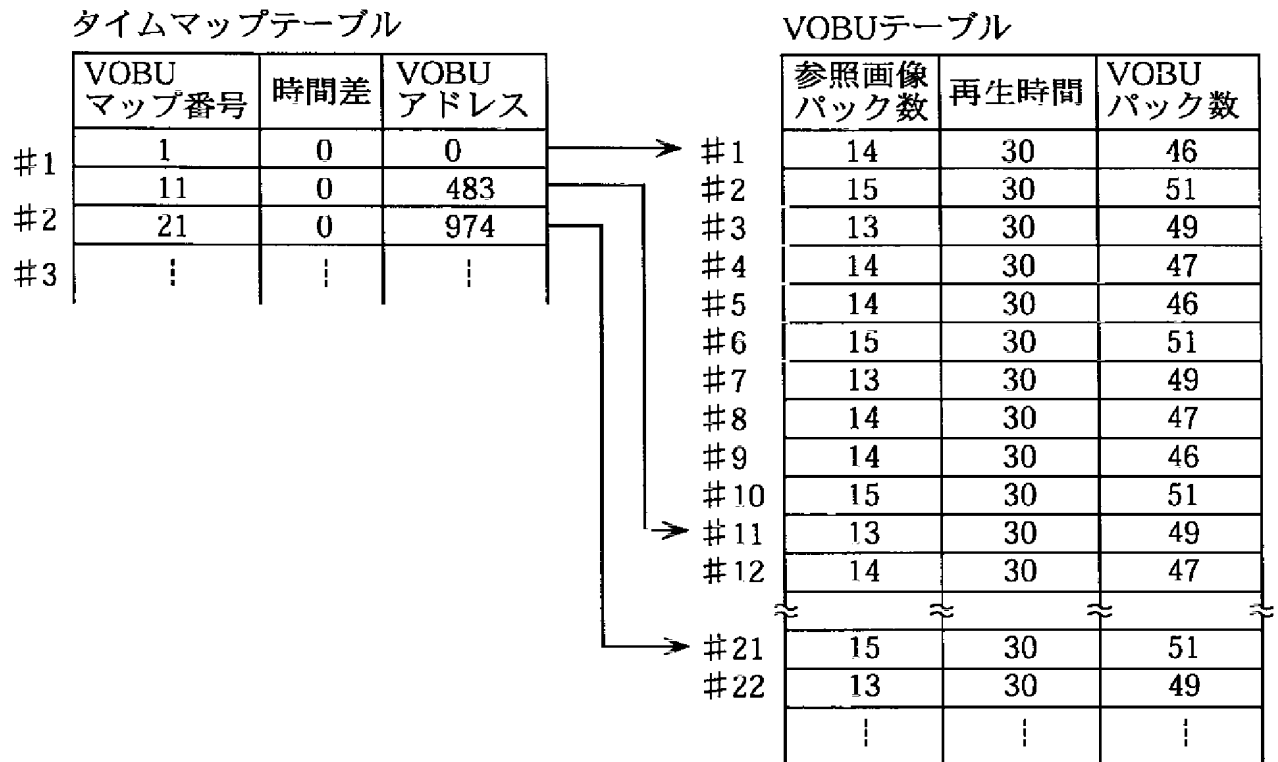 タイムマップテーブル
VOBU
マップ番号 時間差 VOBU
アドレス
#1 1 0 0
11 0 483
#2 21 0 974
#3
VOBUテーブル
参照画像
パック数 再生時間 VOBU
パック数
#1 14 30 46
#2 15 30 51
#3 13 30 49
#4 14 30 47
#5 14 30 46
#6 15 30 51
#7 13 30 49
#8 14 30 47
#9 14 30 46
#10 15 30 51
#11 13 30 49
#12 14 30 47
#21 15 30 51
#22 13 30 49